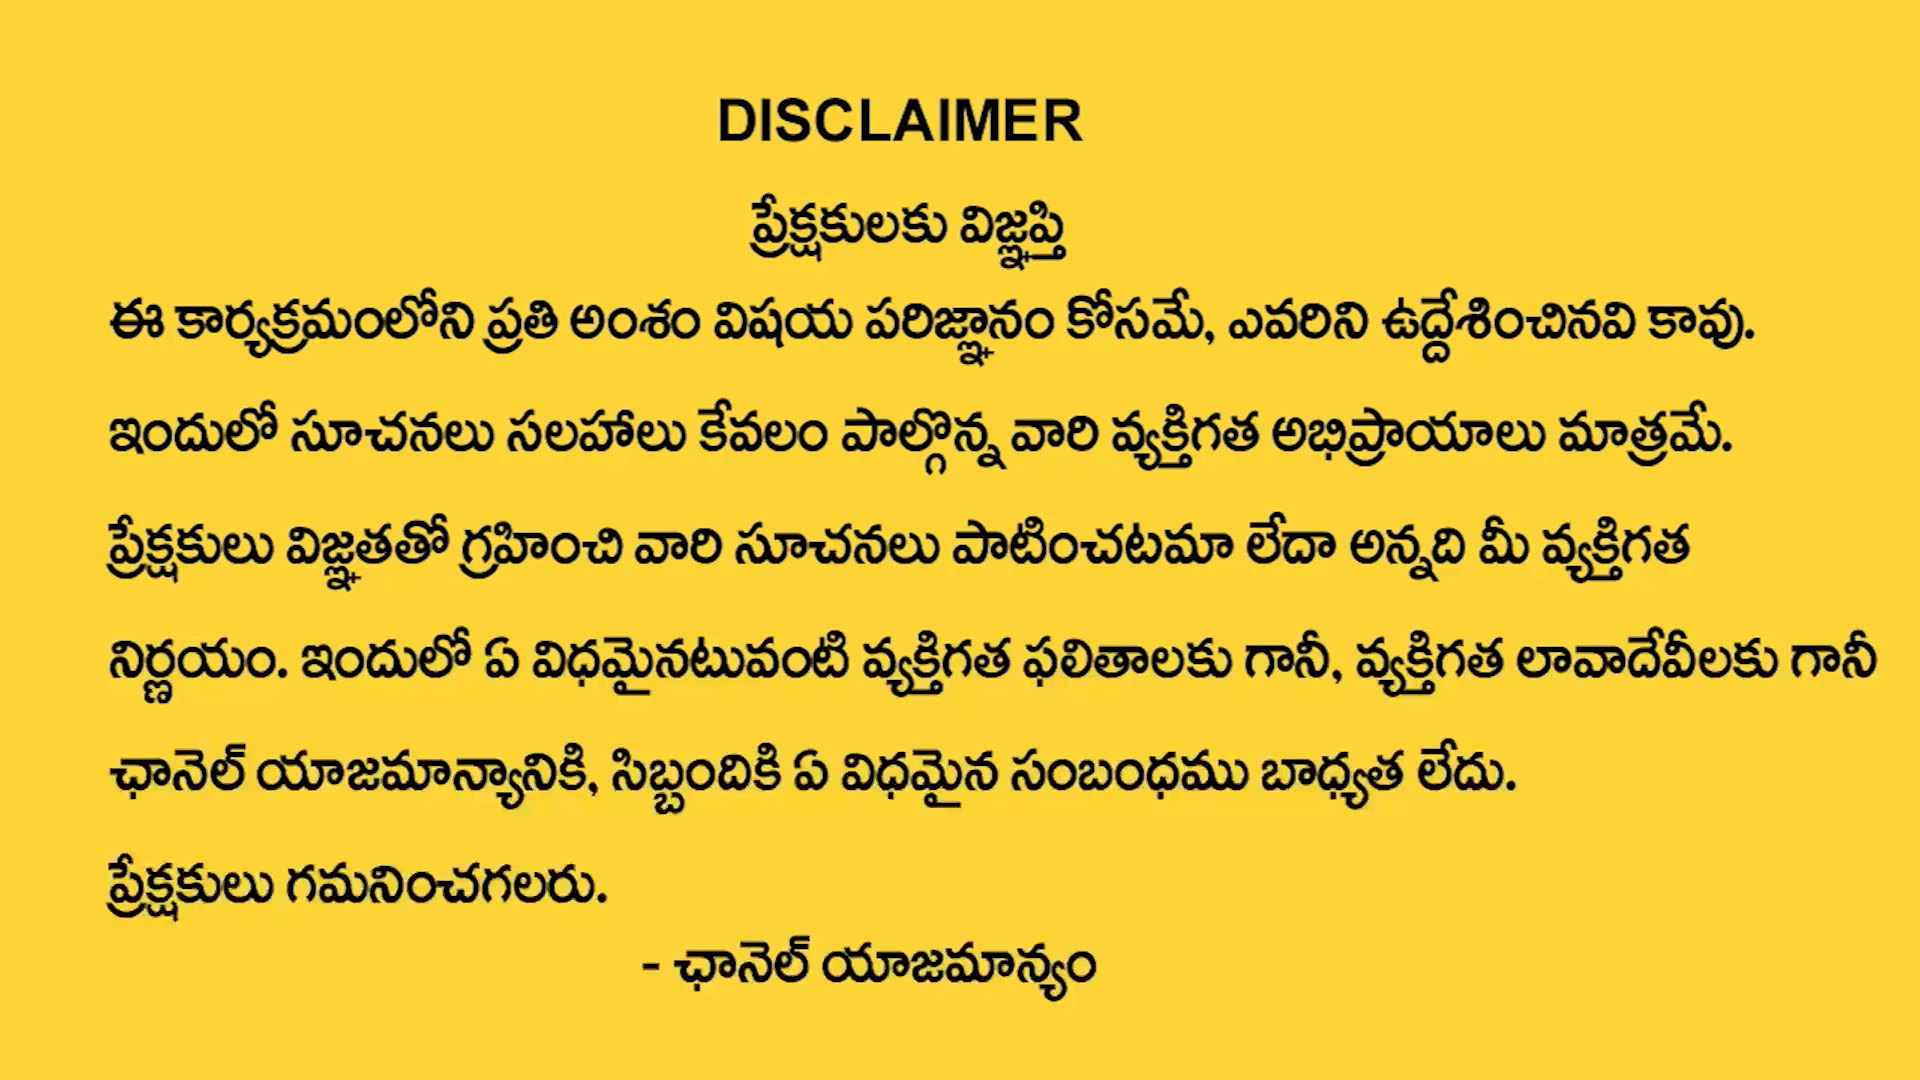 DISCLAIMER
ప్రేక్షకులకు విజ్ఞప్తి
ఈ కార్యక్రమంలోని ప్రతి అంశం విషయ పరిజ్ఞానం కోసమే, ఎవరిని ఉద్దేశించినవి కావు.
ఇందులో సూచనలు సలహాలు కేవలం పాల్గొన్న వారి వ్యక్తిగత అభిప్రాయాలు మాత్రమే.
ప్రేక్షకులు విజ్ఞతతో గ్రహించి వారి సూచనలు పాటించటమా లేదా అన్నది మీ వ్యక్తిగత
నిర్ణయం. ఇందులో ఏ విధమైనటువంటి వ్యక్తిగత ఫలితాలకు గానీ, వ్యక్తిగత లావాదేవీలకు గానీ
ఛానెల్ యాజమాన్యానికి, సిబ్బందికి ఏ విధమైన సంబంధము బాధ్యత లేదు.
ప్రేక్షకులు గమనించగలరు.
- ఛానెల్ యాజమాన్యం